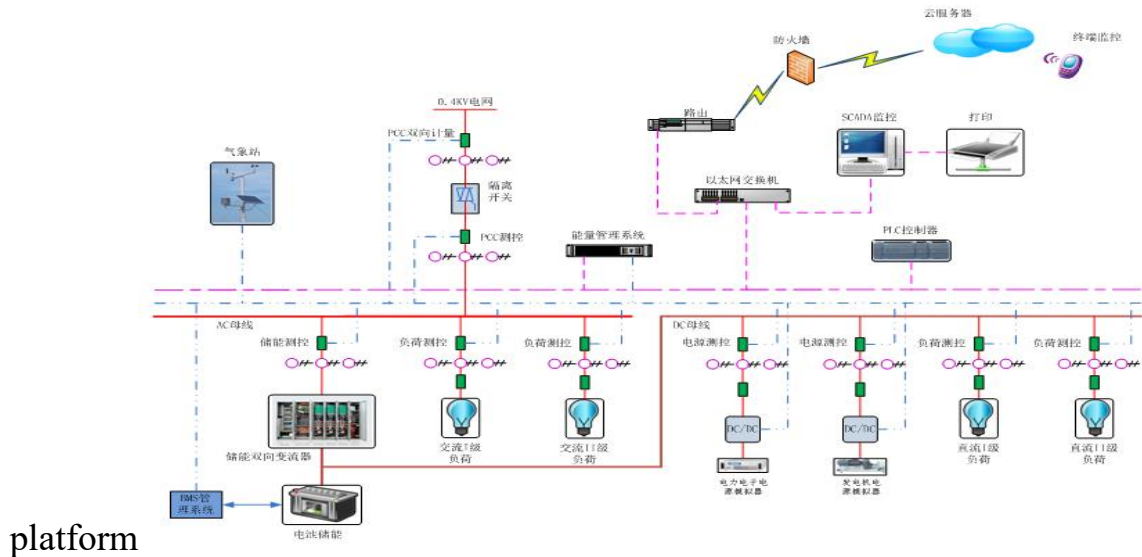 云服务器
防火墙
终端监控
0.4KV电网
路由
SCADA监控
打印
PCC双向计量
气象站
隔离
开关
以太网交换机
PCC测控
能量管理系统
PLC控制器
AC母线
DC母线
储能测控
负荷测控
负荷测控
电源测控
电源测控
负荷测控
负荷测控
DC/DC
DC/DC
储能双向变流器
交流I级
负荷
交流II级
负荷
直流I级
负荷
直流II级
负荷
电力电子电
源模拟器
发电机电
源模拟器
BMS管
理系统
电池储能
platform